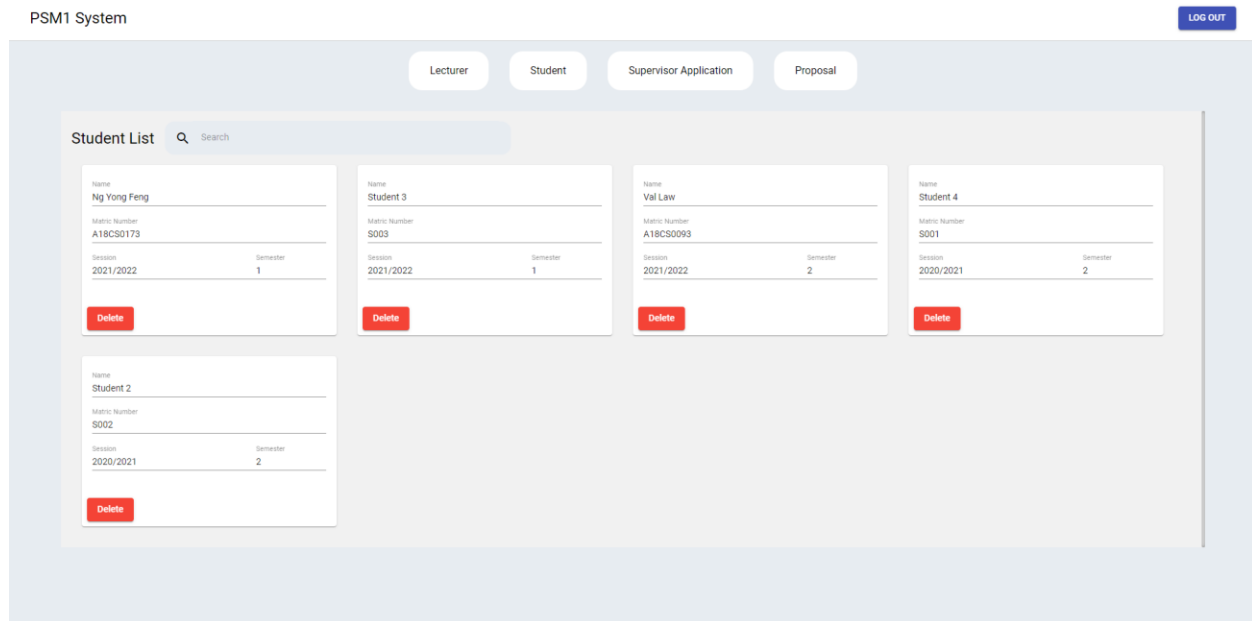 PSM1 System
LOG OUT
Lecturer
Student
Supervisor Application
Proposal
Student List
Search
Name
Ng Yong Feng
Matric Number
A18CS0173
Session
Semester
2021/2022
1
Delete
Name
Student 3
Matric Number
S003
Session
Semester
2021/2022
1
Delete
Name
Val Law
Matric Number
A18CS0093
Session
Semester
2021/2022
2
Delete
Name
Student 4
Matric Number
S001
Session
Semester
2020/2021
2
Delete
Name
Student 2
Matric Number
S002
Session
Semester
2020/2021
2
Delete